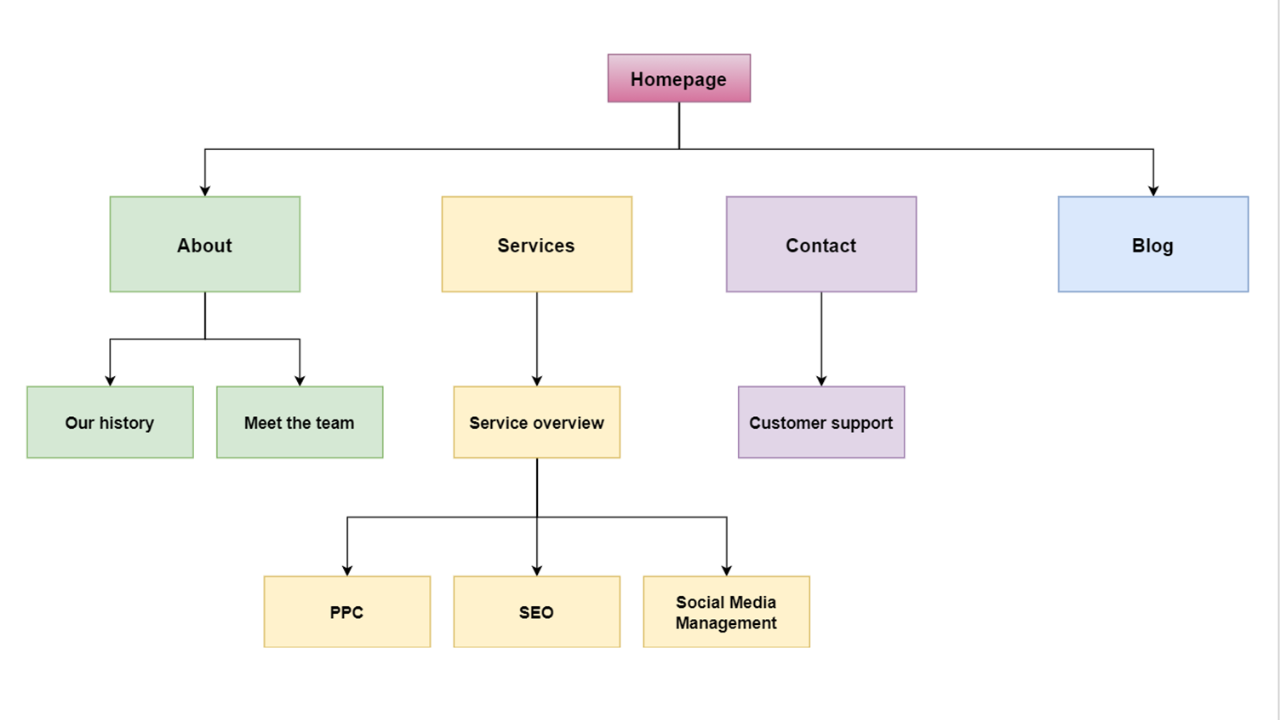 Homepage
About
Services
Contact
Blog
Our history
Meet the team
Service overview
Customer support
PPC
SEO
Social Media
Management